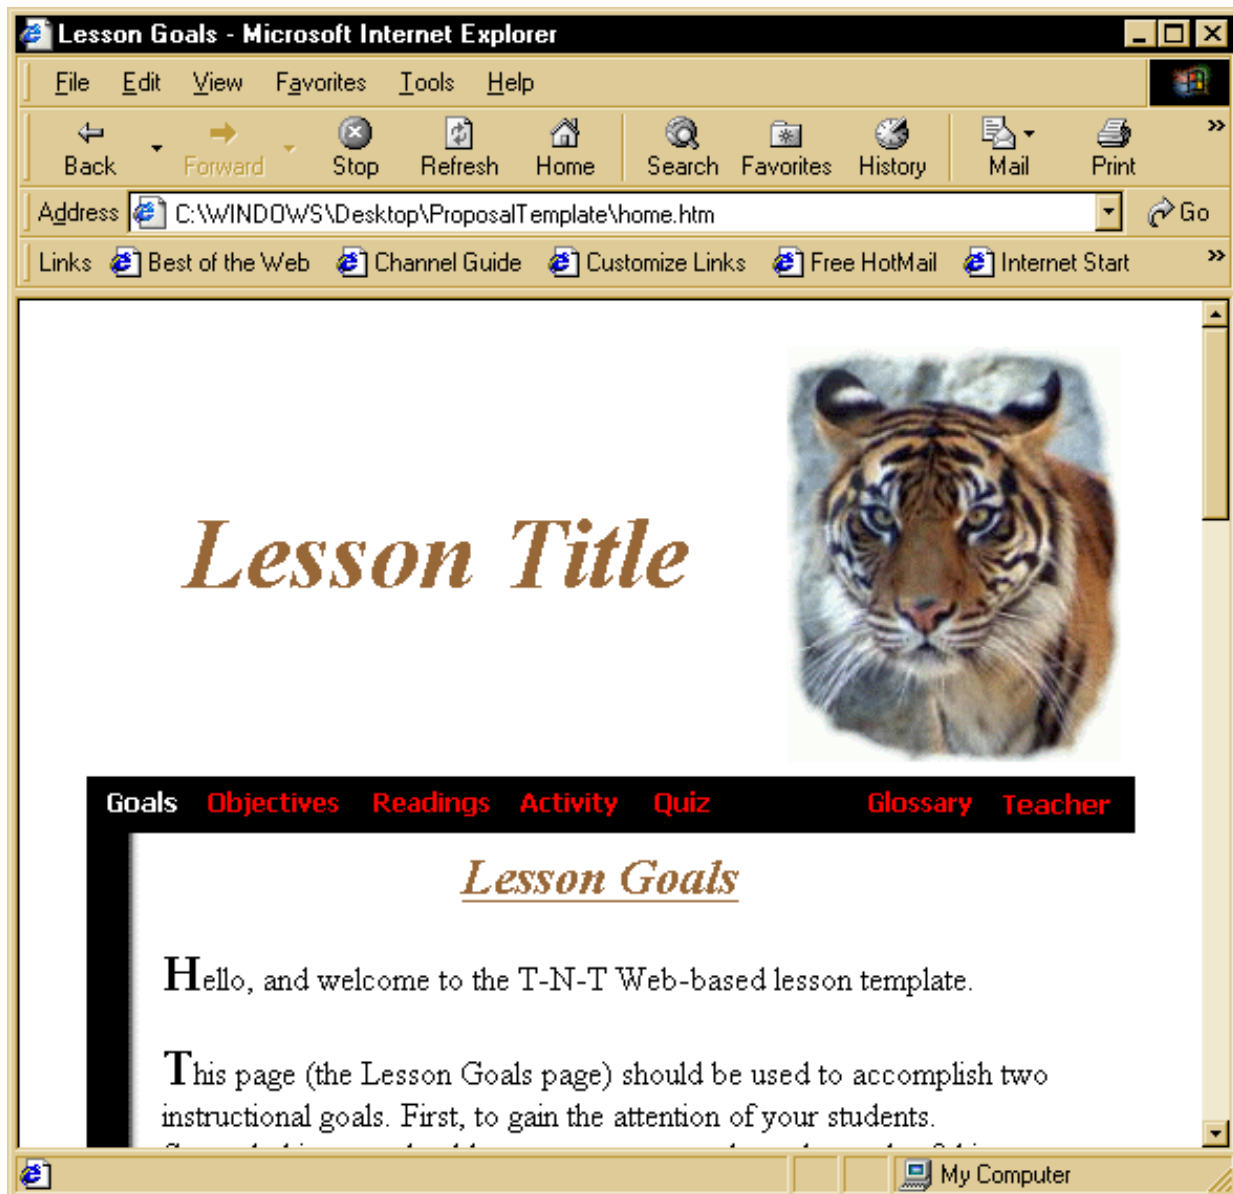 Lesson Goals - Microsoft Internet Explorer
File Edit View Favorites Tools Help
Back Forward Stop Refresh Home Search Favorites History Mail Print
Address C:\WINDOWS\Desktop\ProposalTemplate\home.htm Go
Links Best of the Web Channel Guide Customize Links Free HotMail Internet Start
Lesson Title
Goals Objectives Readings Activity Quiz Glossary Teacher
Lesson Goals
Hello, and welcome to the T-N-T Web-based lesson template.
This page (the Lesson Goals page) should be used to accomplish two
instructional goals. First, to gain the attention of your students.
My Computer